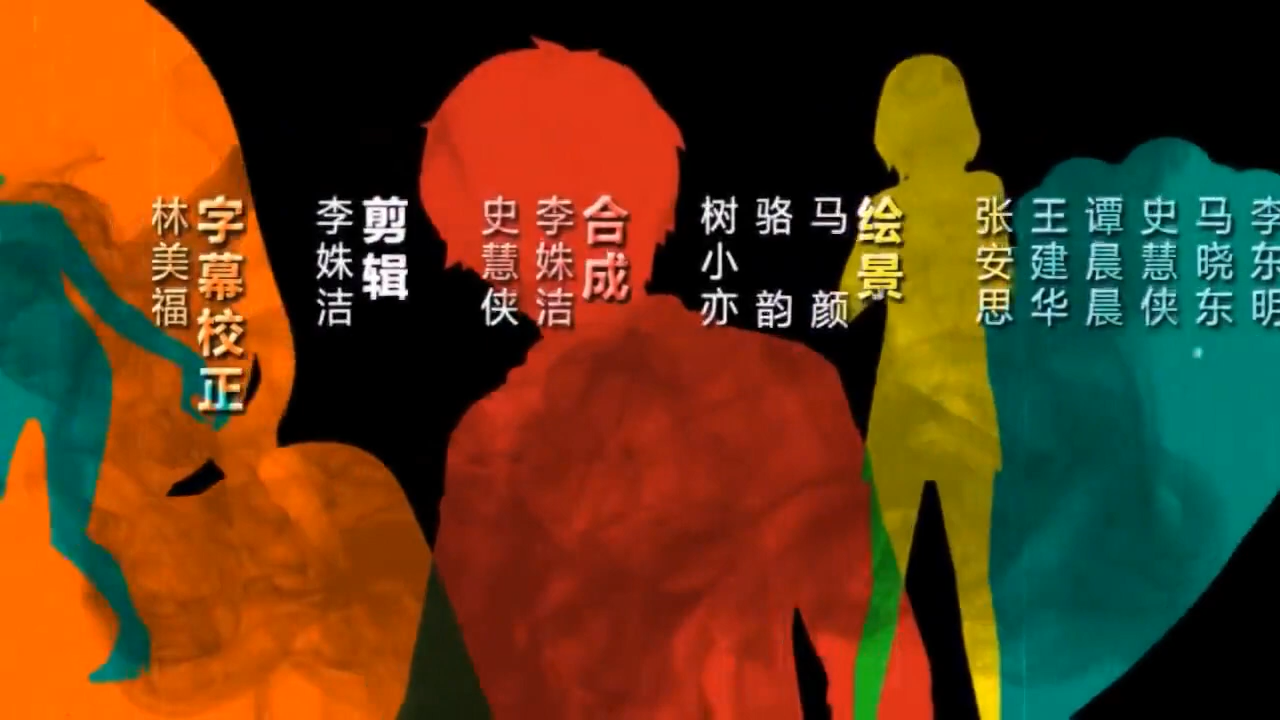 李东明
马晓东
史慧侠
谭晨晨
王建华
张安思
绘景
马颜
骆韵
树小亦
合成
李姝洁
史慧侠
剪辑
李姝洁
字幕校正
林美福